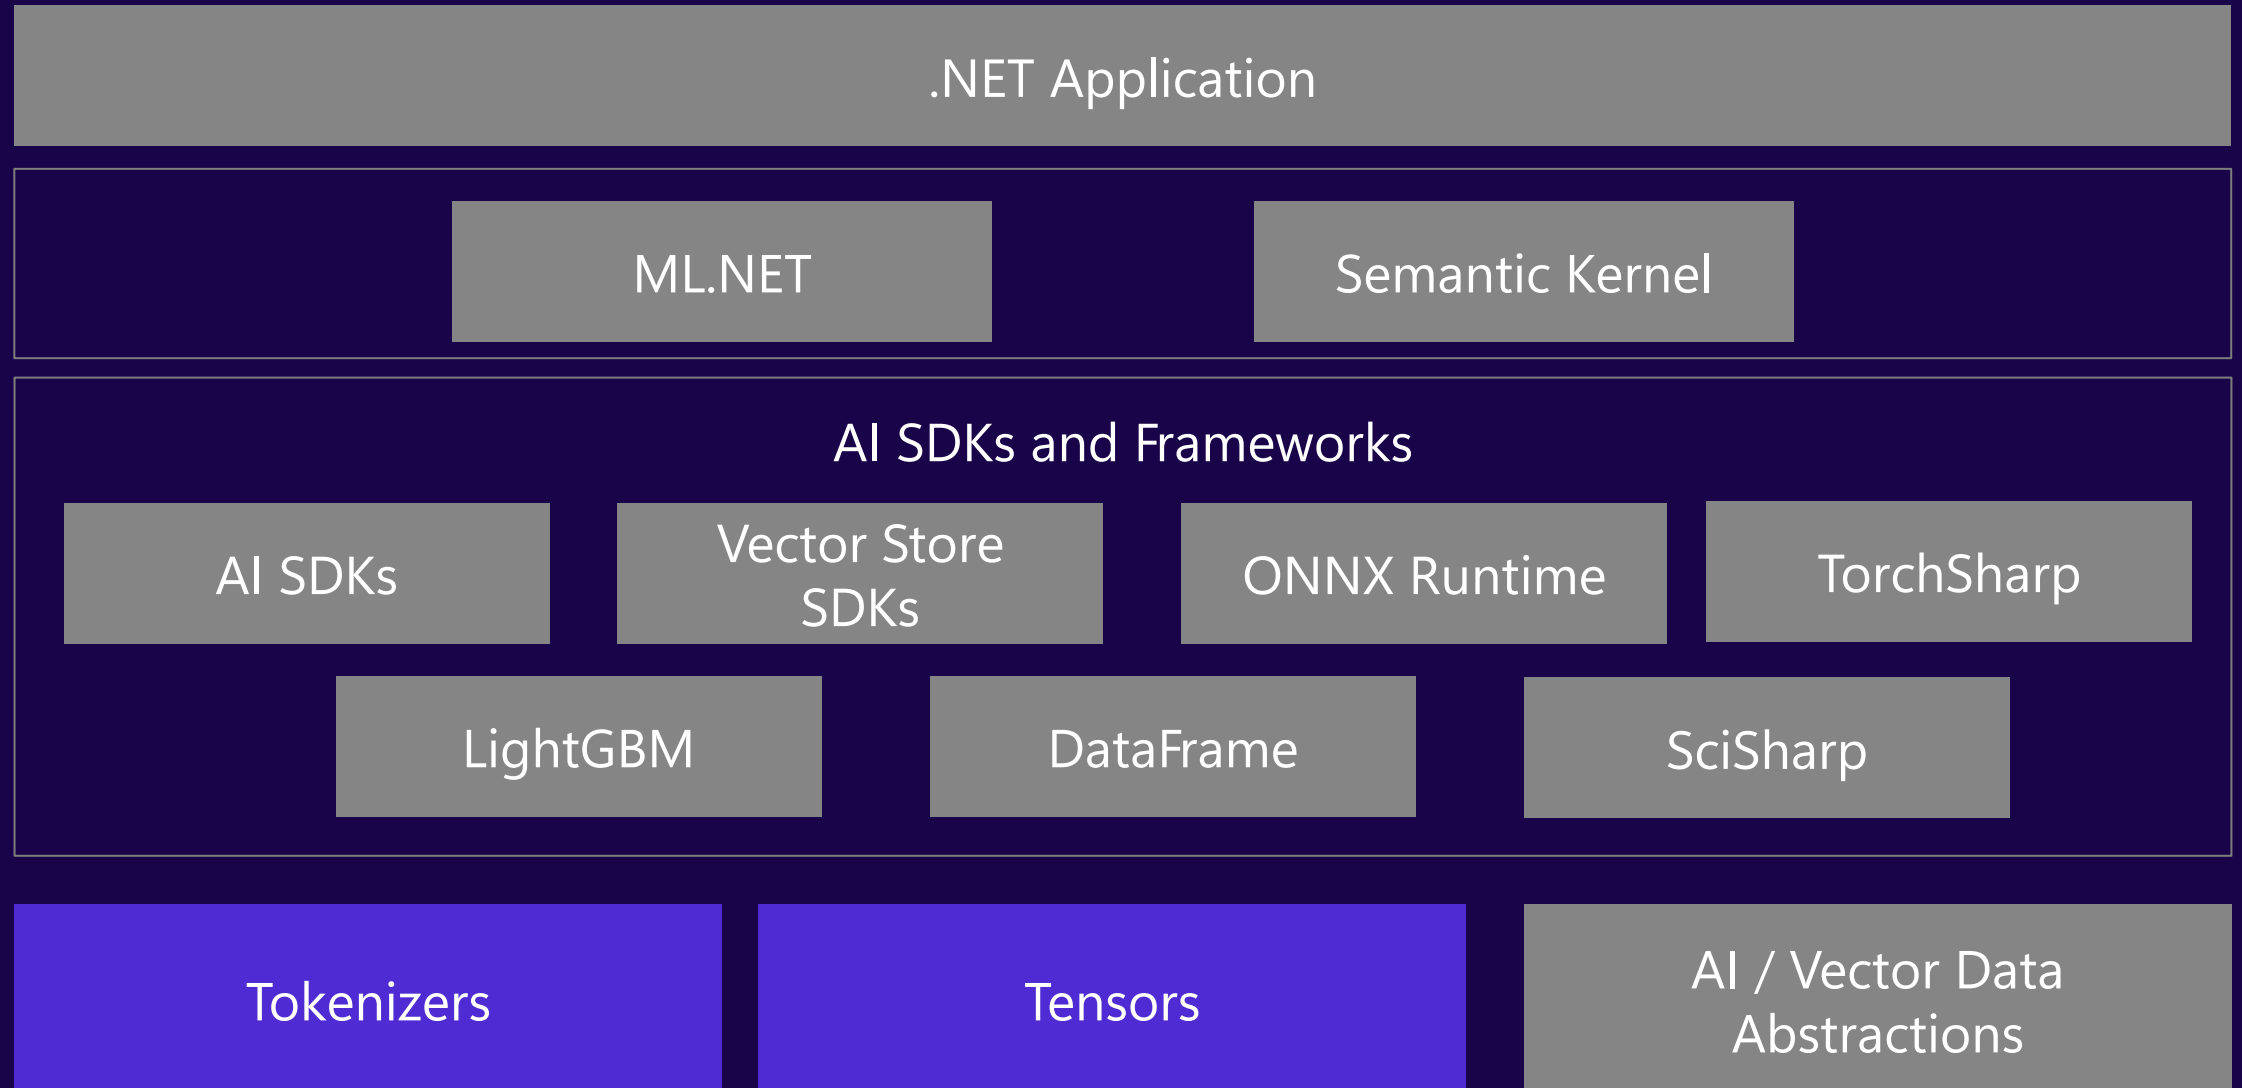 .NET Application
ML.NET
Semantic Kernel
AI SDKs and Frameworks
AI SDKs
Vector Store
SDKs
ONNX Runtime
TorchSharp
LightGBM
DataFrame
SciSharp
Tokenizers
Tensors
AI / Vector Data
Abstractions